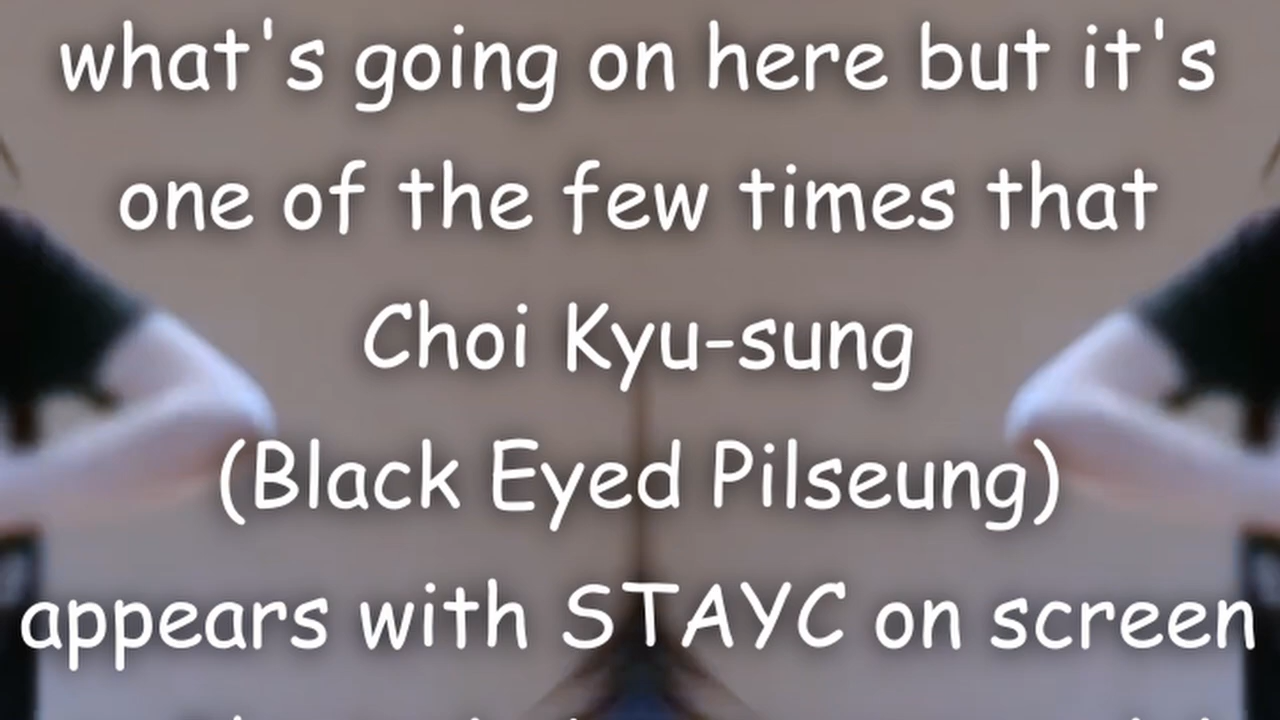 what's going on here but it's
one of the few times that
Choi Kyu-sung
(Black Eyed Pilseung)
appears with STAYC on screen